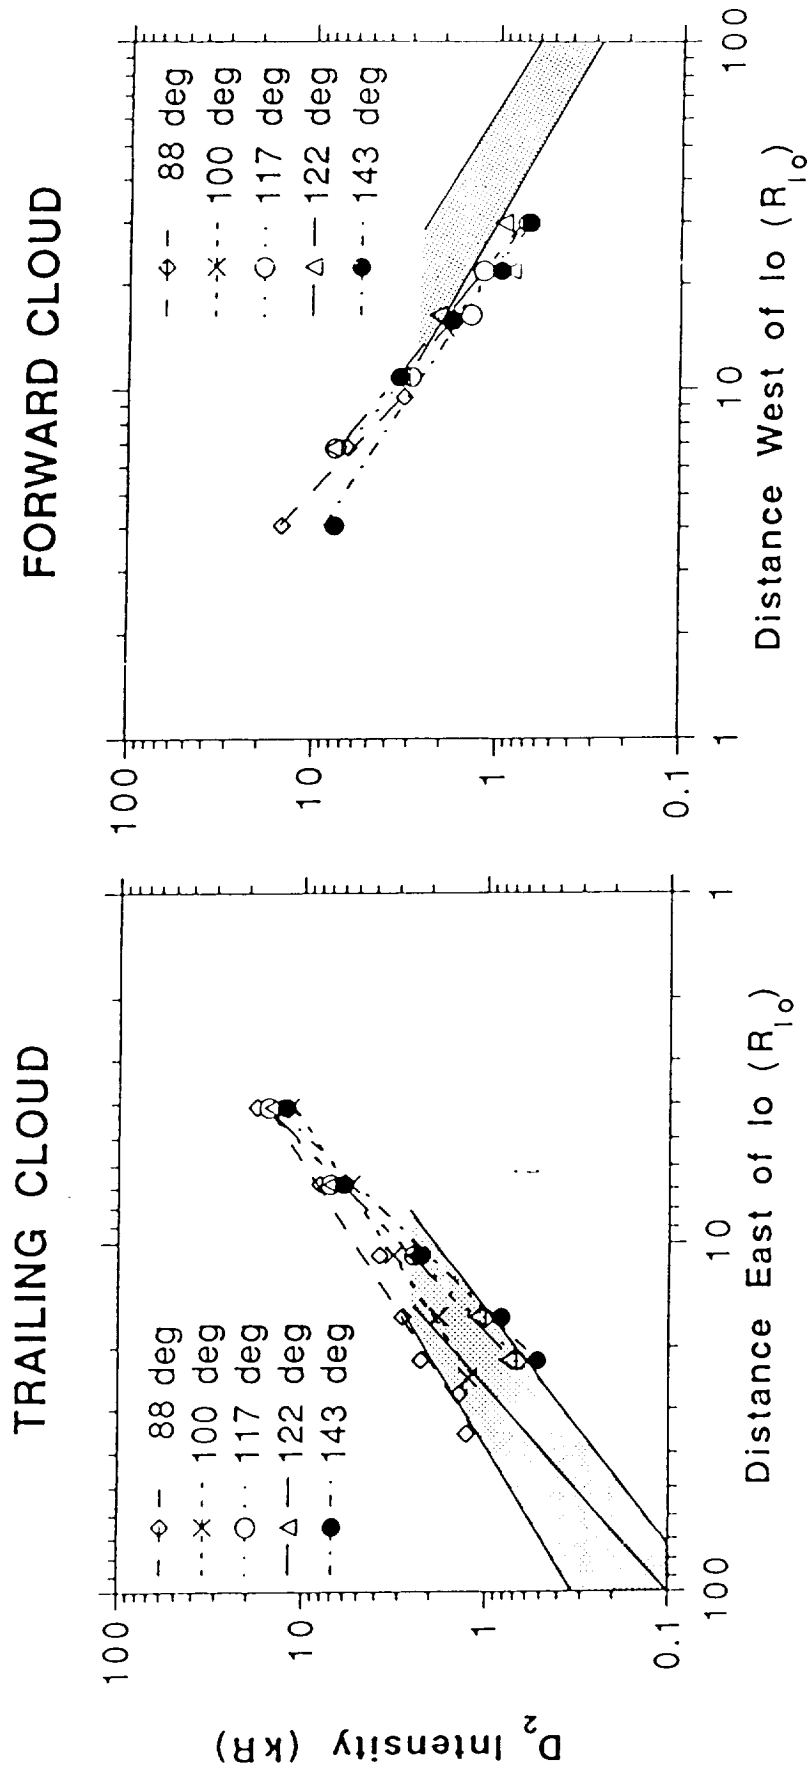 TRAILING CLOUD
88 deg
100 deg
117 deg
122 deg
143 deg
100
10
1
0.1
D2 Intensity (kR)
100
10
1
Distance East of Io (RIo)
FORWARD CLOUD
88 deg
100 deg
117 deg
122 deg
143 deg
100
10
1
0.1
1
10
100
Distance West of Io (RIo)